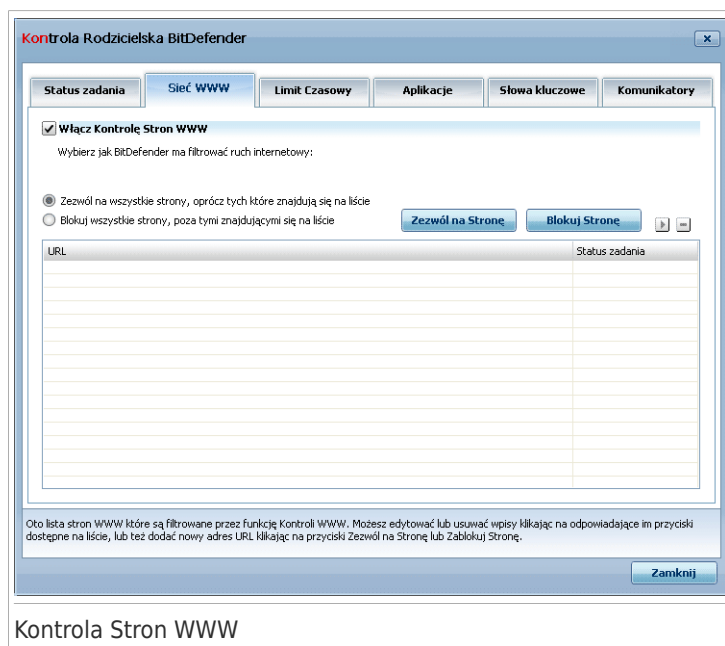 Kontrola Rodzicielska BitDefender
Status zadania Sieć WWW Limit Czasowy Aplikacje Słowa kluczowe Komunikatory
Włącz Kontrolę Stron WWW
Wybierz jak BitDefender ma filtrować ruch internetowy:
Zezwól na wszystkie strony, oprócz tych które znajdują się na liście
Blokuj wszystkie strony, poza tymi znajdującymi się na liście
Zezwól na Stronę Blokuj Stronę
URL Status zadania
Oto lista stron WWW które są filtrowane przez funkcję Kontroli WWW. Możesz edytować lub usuwać wpisy klikając na odpowiadające im przyciski
dostępne na liście, lub też dodać nowy adres URL klikając na przyciski Zezwól na Stronę lub Zablokuj Stronę.
Zamknij
Kontrola Stron WWW